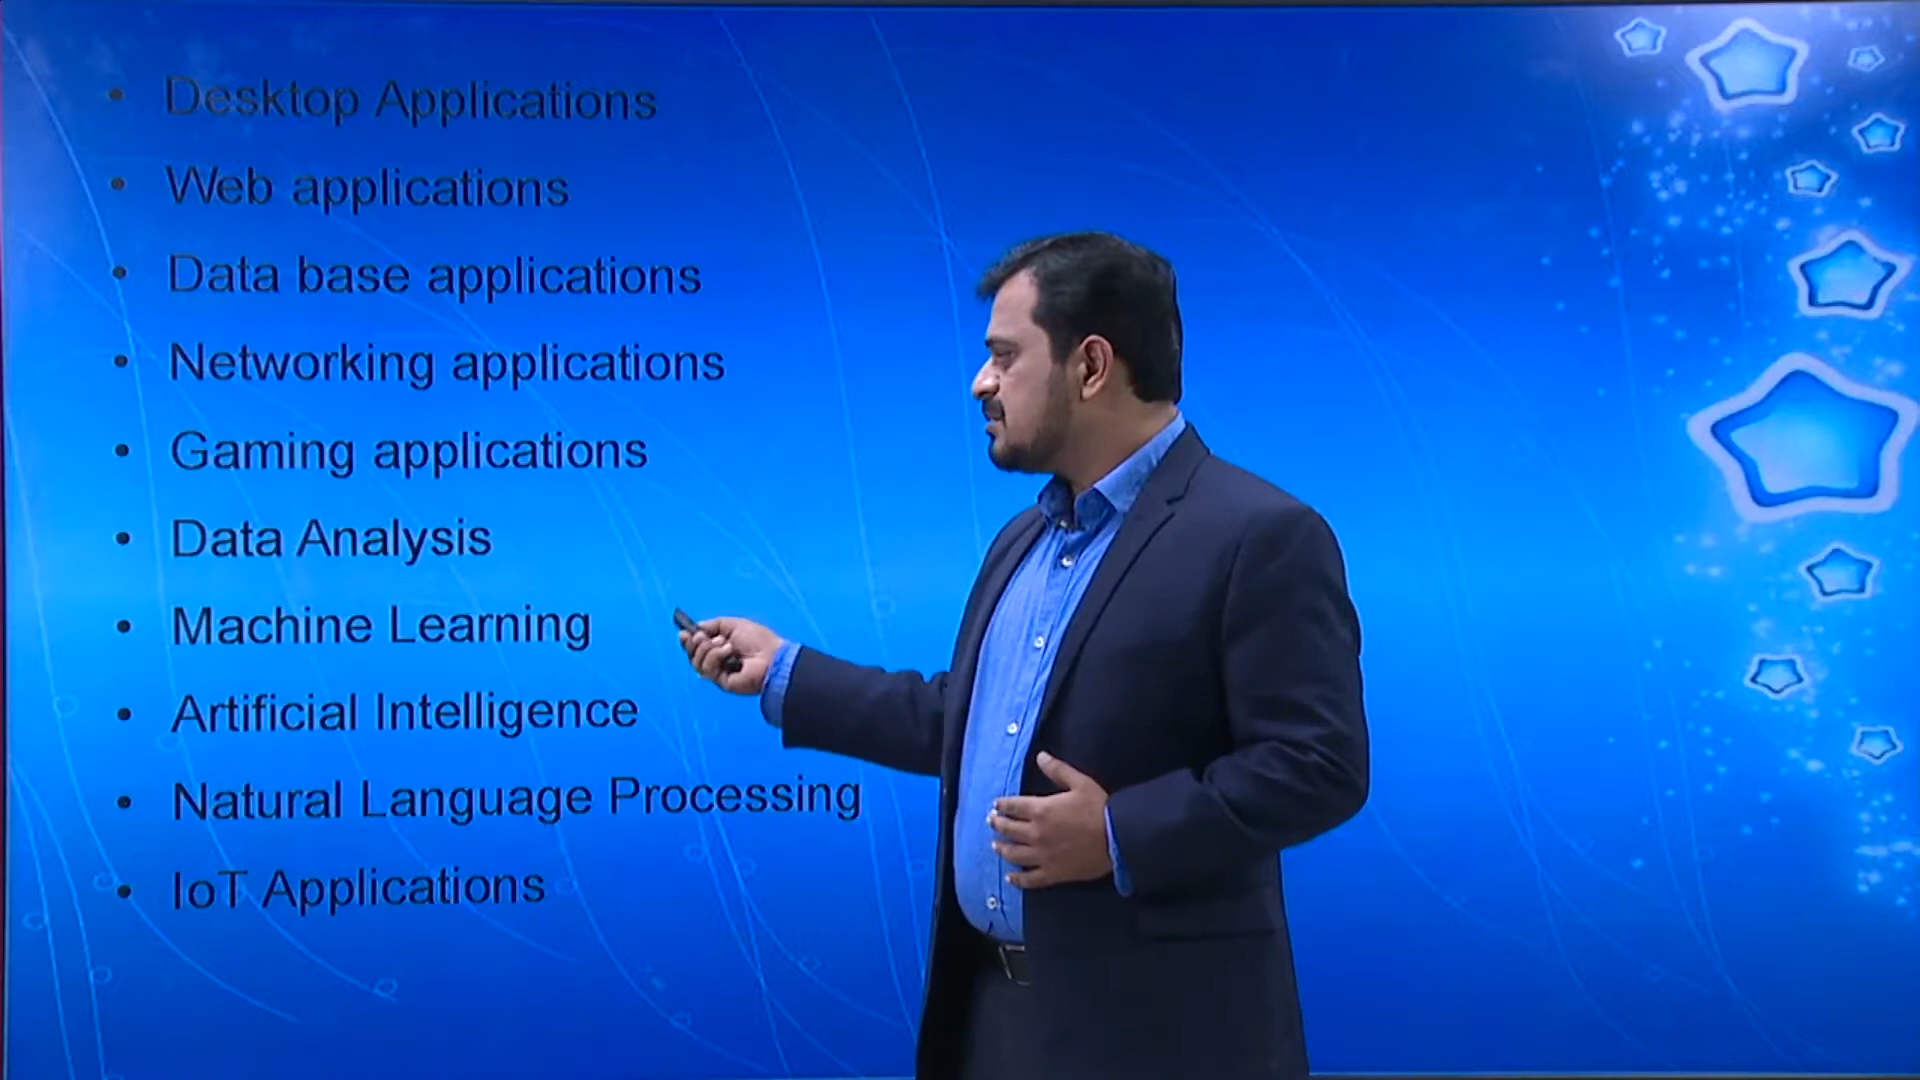 • Desktop Applications
• Web applications
• Data base applications
• Networking applications
• Gaming applications
• Data Analysis
• Machine Learning
• Artificial Intelligence
• Natural Language Processing
• IoT Applications